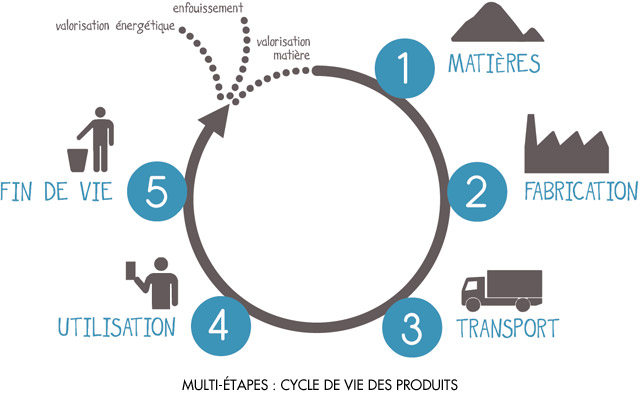 enfouissement
valorisation énergétique
valorisation
matière
1 MATIÈRES
2 FABRICATION
3 TRANSPORT
4 UTILISATION
5 FIN DE VIE
MULTI-ÉTAPES : CYCLE DE VIE DES PRODUITS